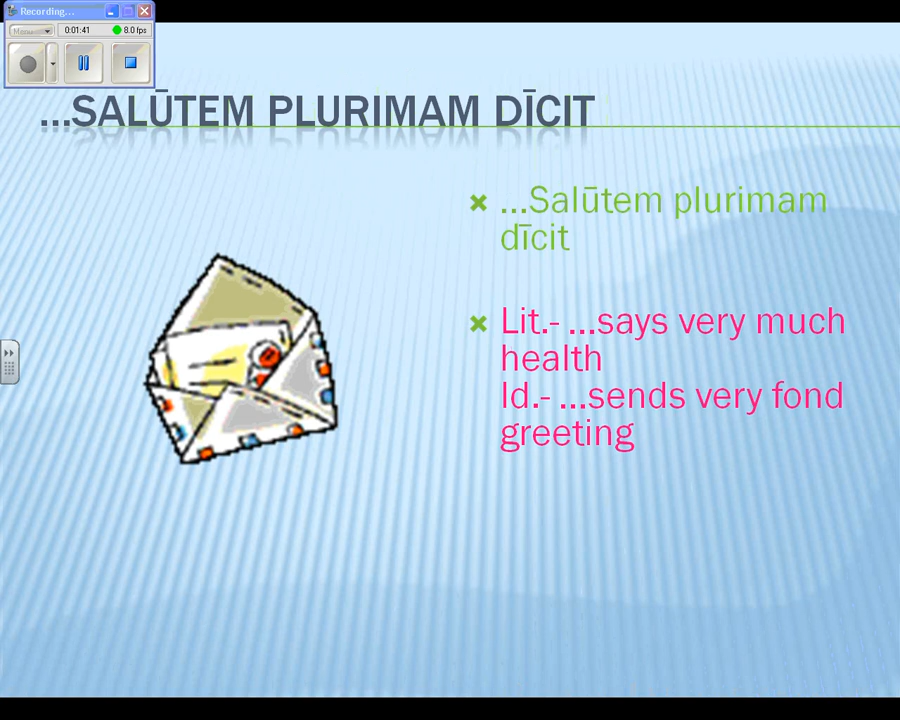 Recording...
0:01:41
8.0 fps
...SALŪTEM PLURIMAM DĪCIT
...Salūtem plurimam
dīcit
Lit.- ...says very much
health
Id.- ...sends very fond
greeting